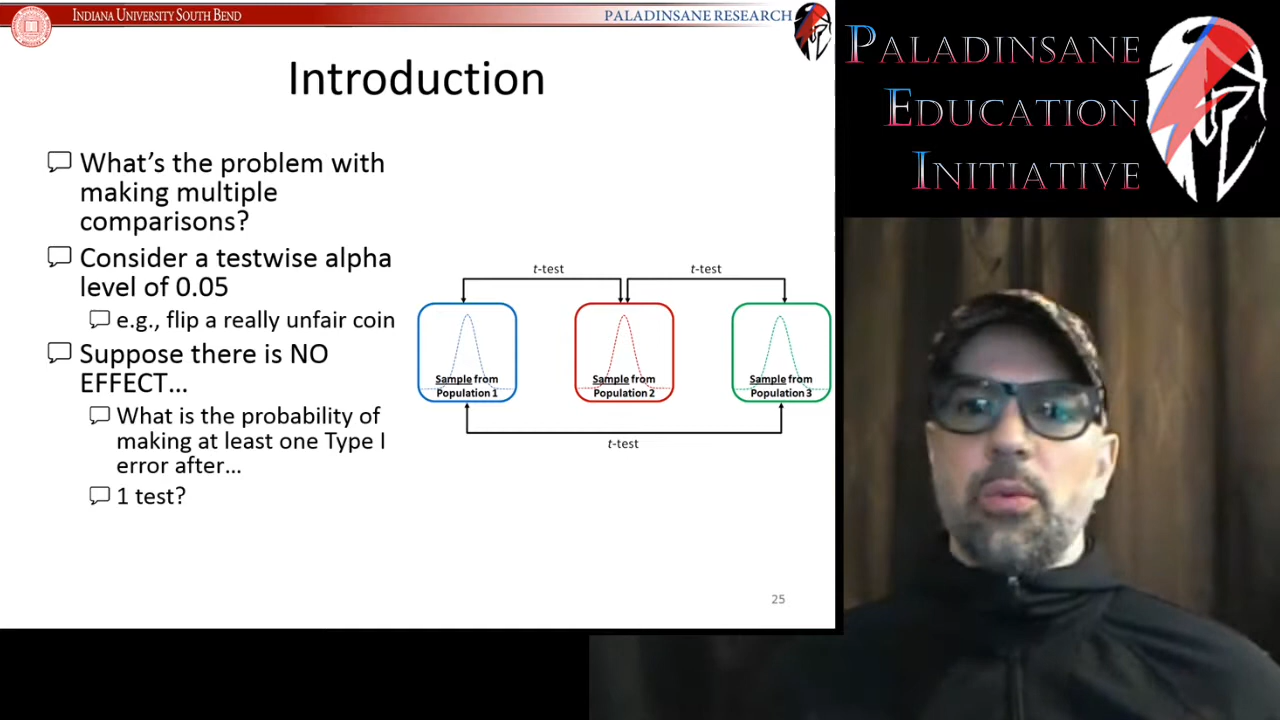 INDIANA UNIVERSITY SOUTH BEND
PALADINSANE RESEARCH
PALADINSANE
EDUCATION
INITIATIVE
Introduction
What’s the problem with
making multiple
comparisons?
Consider a testwise alpha
level of 0.05
e.g., flip a really unfair coin
Suppose there is NO
EFFECT…
What is the probability of
making at least one Type I
error after…
1 test?
t-test
t-test
Sample from
Population 1
Sample from
Population 2
Sample from
Population 3
t-test
25